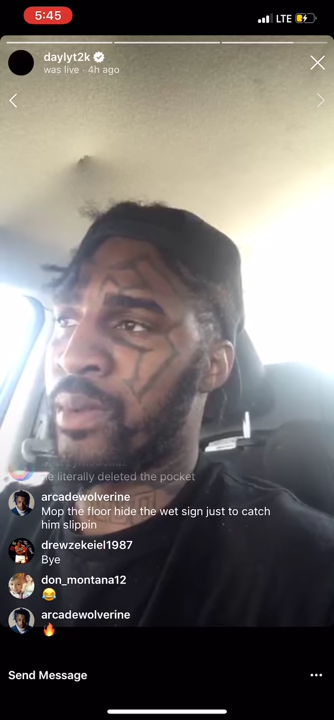 5:45
LTE
daylyt2k
was live · 4h ago
e literally deleted the pocket
arcadewolverine
Mop the floor hide the wet sign just to catch
him slippin
drewzekeiel1987
Bye
don_montana12
😂
arcadewolverine
🔥
Send Message